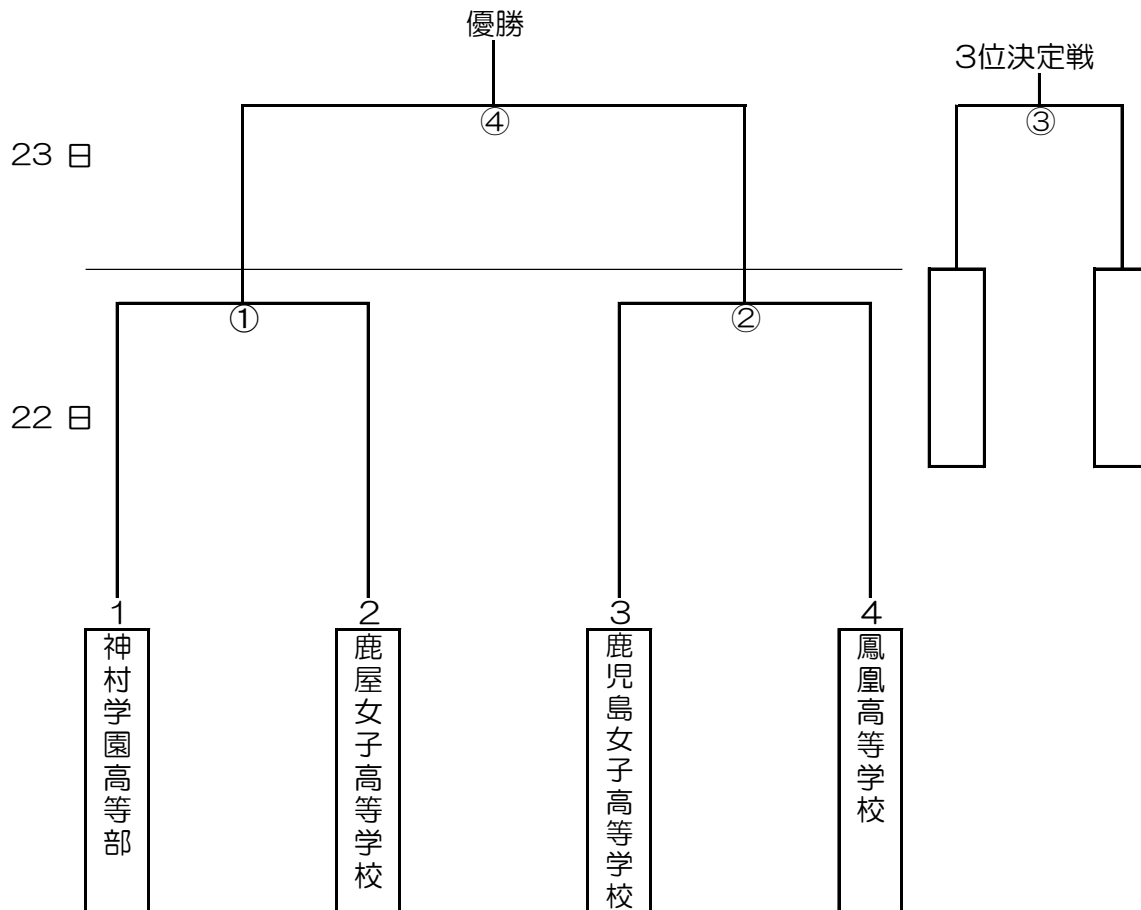 優勝
3位決定戦
④
③
23 日
①
②
22 日
1
2
3
4
神村学園高等部
鹿屋女子高等学校
鹿児島女子高等学校
鳳凰高等学校